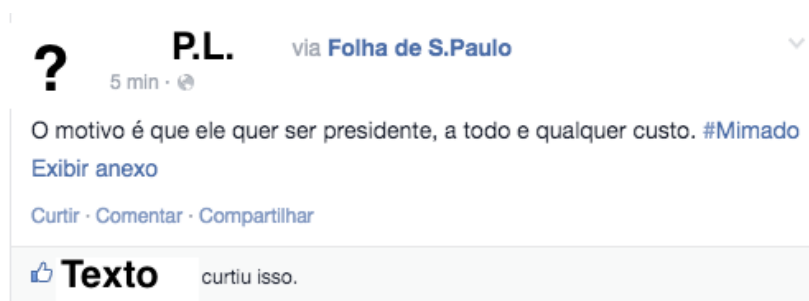 ? P.L. via Folha de S.Paulo
5 min ·
O motivo é que ele quer ser presidente, a todo e qualquer custo. #Mimado
Exibir anexo
Curtir · Comentar · Compartilhar
Texto curtiu isso.